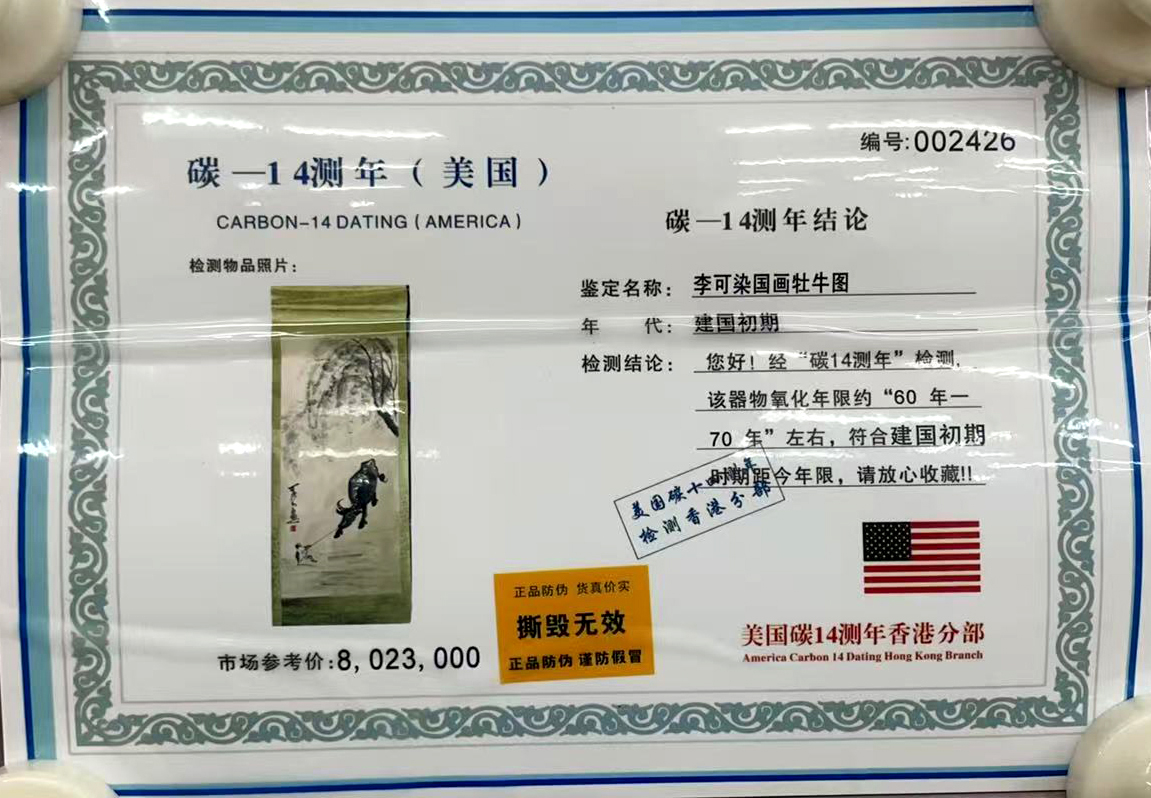 编号:002426
碳—14测年（美国）
CARBON-14 DATING (AMERICA)
检测物品照片:
碳—14测年结论
鉴定名称: 李可染国画牡牛图
年 代: 建国初期
检测结论: 您好！经“碳14测年”检测,
该器物氧化年限约“60 年—
70 年”左右，符合建国初期
时期距今年限，请放心收藏!!
美国碳十四测年
检测香港分部
正品防伪 货真价实
撕毁无效
正品防伪 谨防假冒
市场参考价:8,023,000
美国碳14测年香港分部
America Carbon 14 Dating Hong Kong Branch